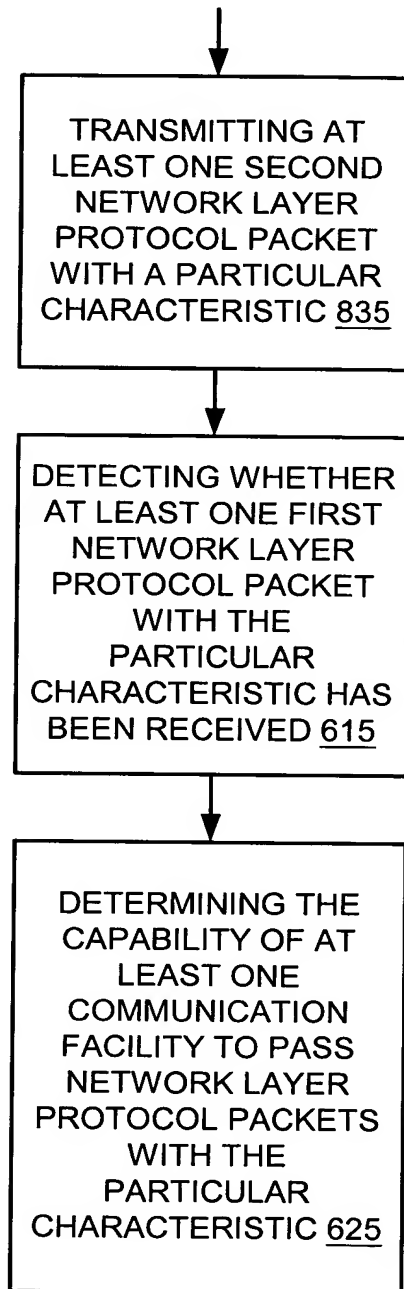 TRANSMITTING AT
LEAST ONE SECOND
NETWORK LAYER
PROTOCOL PACKET
WITH A PARTICULAR
CHARACTERISTIC 835
DETECTING WHETHER
AT LEAST ONE FIRST
NETWORK LAYER
PROTOCOL PACKET
WITH THE
PARTICULAR
CHARACTERISTIC HAS
BEEN RECEIVED 615
DETERMINING THE
CAPABILITY OF AT
LEAST ONE
COMMUNICATION
FACILITY TO PASS
NETWORK LAYER
PROTOCOL PACKETS
WITH THE
PARTICULAR
CHARACTERISTIC 625